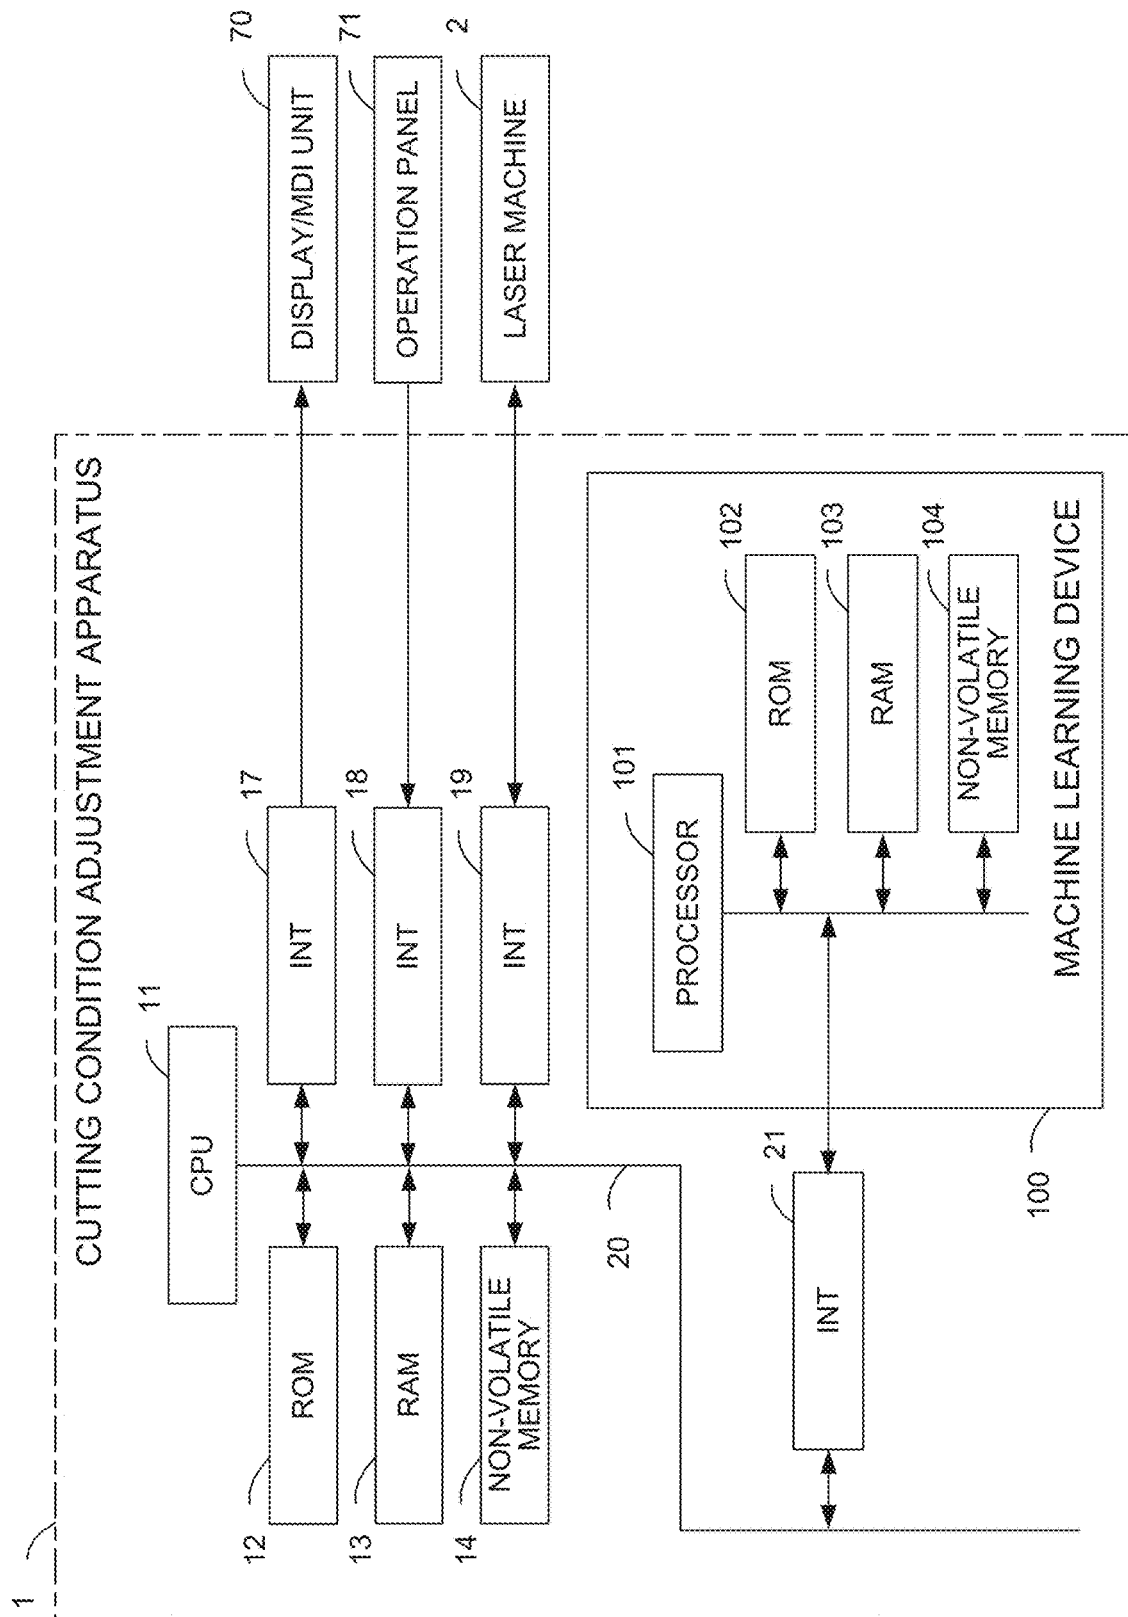 1
CUTTING CONDITION ADJUSTMENT APPARATUS
11
CPU
12
ROM
17
INT
70
DISPLAY/MDI UNIT
13
RAM
18
INT
71
OPERATION PANEL
14
NON-VOLATILE
MEMORY
19
INT
2
LASER MACHINE
20
21
INT
100
101
PROCESSOR
102
ROM
103
RAM
104
NON-VOLATILE
MEMORY
MACHINE LEARNING DEVICE